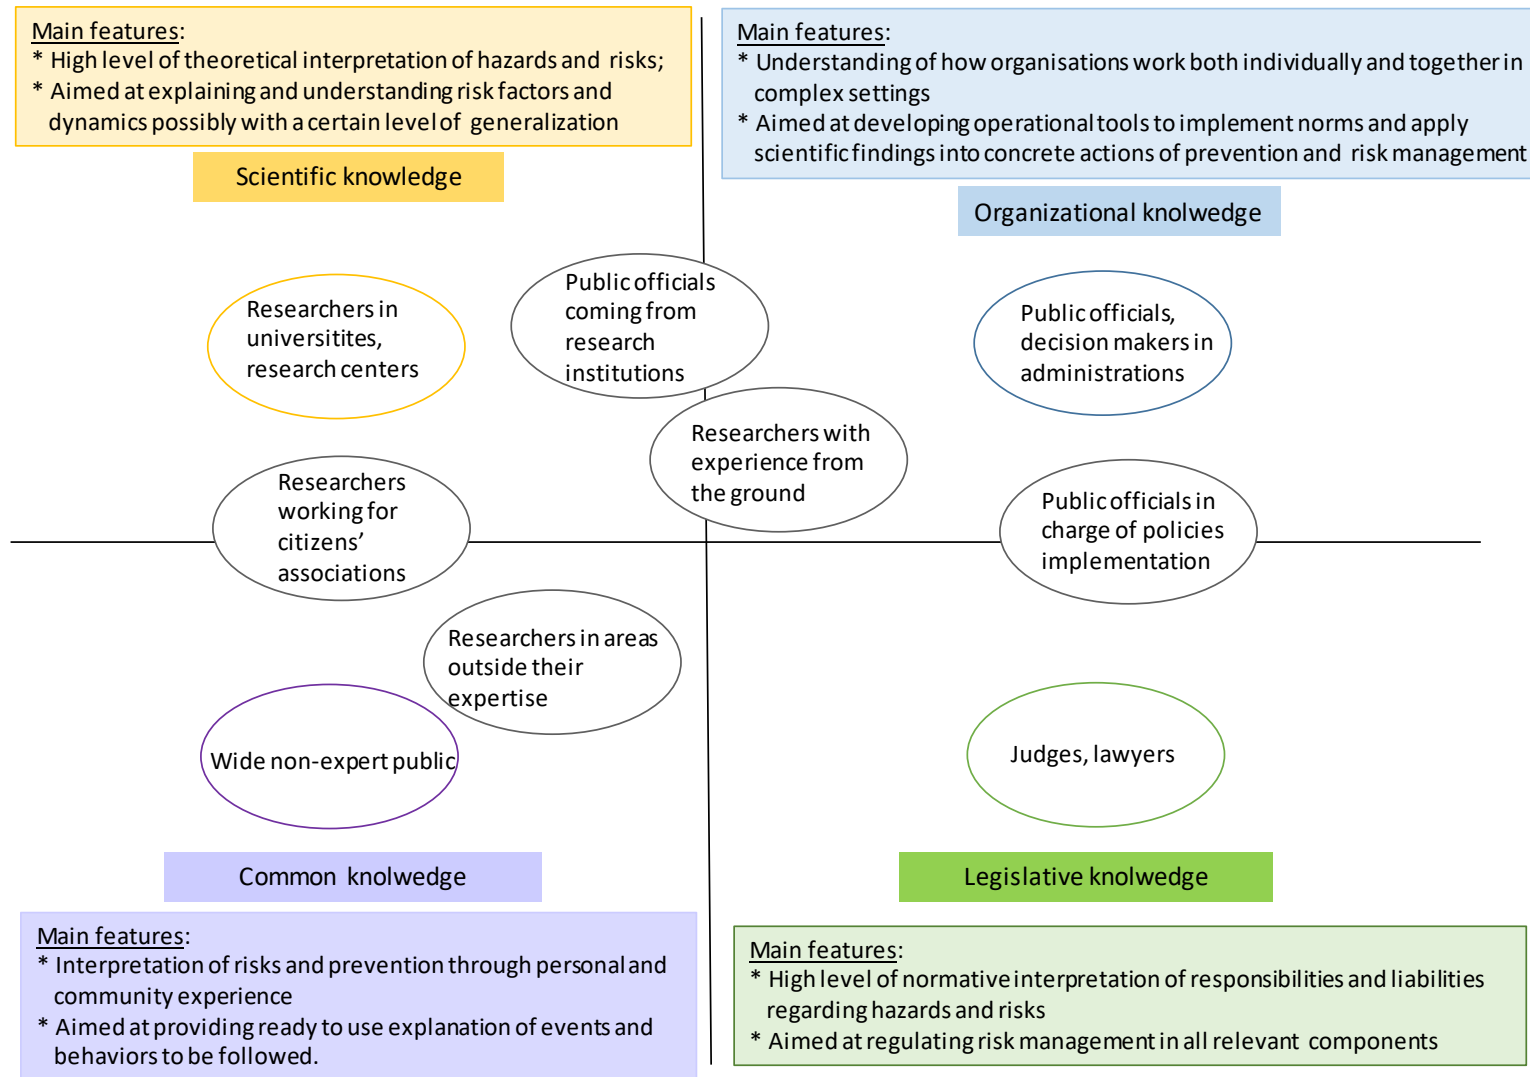 Main features:
* High level of theoretical interpretation of hazards and risks;
* Aimed at explaining and understanding risk factors and
dynamics possibly with a certain level of generalization
Scientific knowledge
Main features:
* Understanding of how organisations work both individually and together in
complex settings
* Aimed at developing operational tools to implement norms and apply
scientific findings into concrete actions of prevention and risk management
Organizational knolwedge
Researchers in
universitites,
research centers
Public officials
coming from
research
institutions
Public officials,
decision makers in
administrations
Researchers with
experience from
the ground
Researchers
working for
citizens’
associations
Public officials in
charge of policies
implementation
Researchers in areas
outside their
expertise
Wide non-expert public
Judges, lawyers
Common knolwedge
Legislative knolwedge
Main features:
* Interpretation of risks and prevention through personal and
community experience
* Aimed at providing ready to use explanation of events and
behaviors to be followed.
Main features:
* High level of normative interpretation of responsibilities and liabilities
regarding hazards and risks
* Aimed at regulating risk management in all relevant components